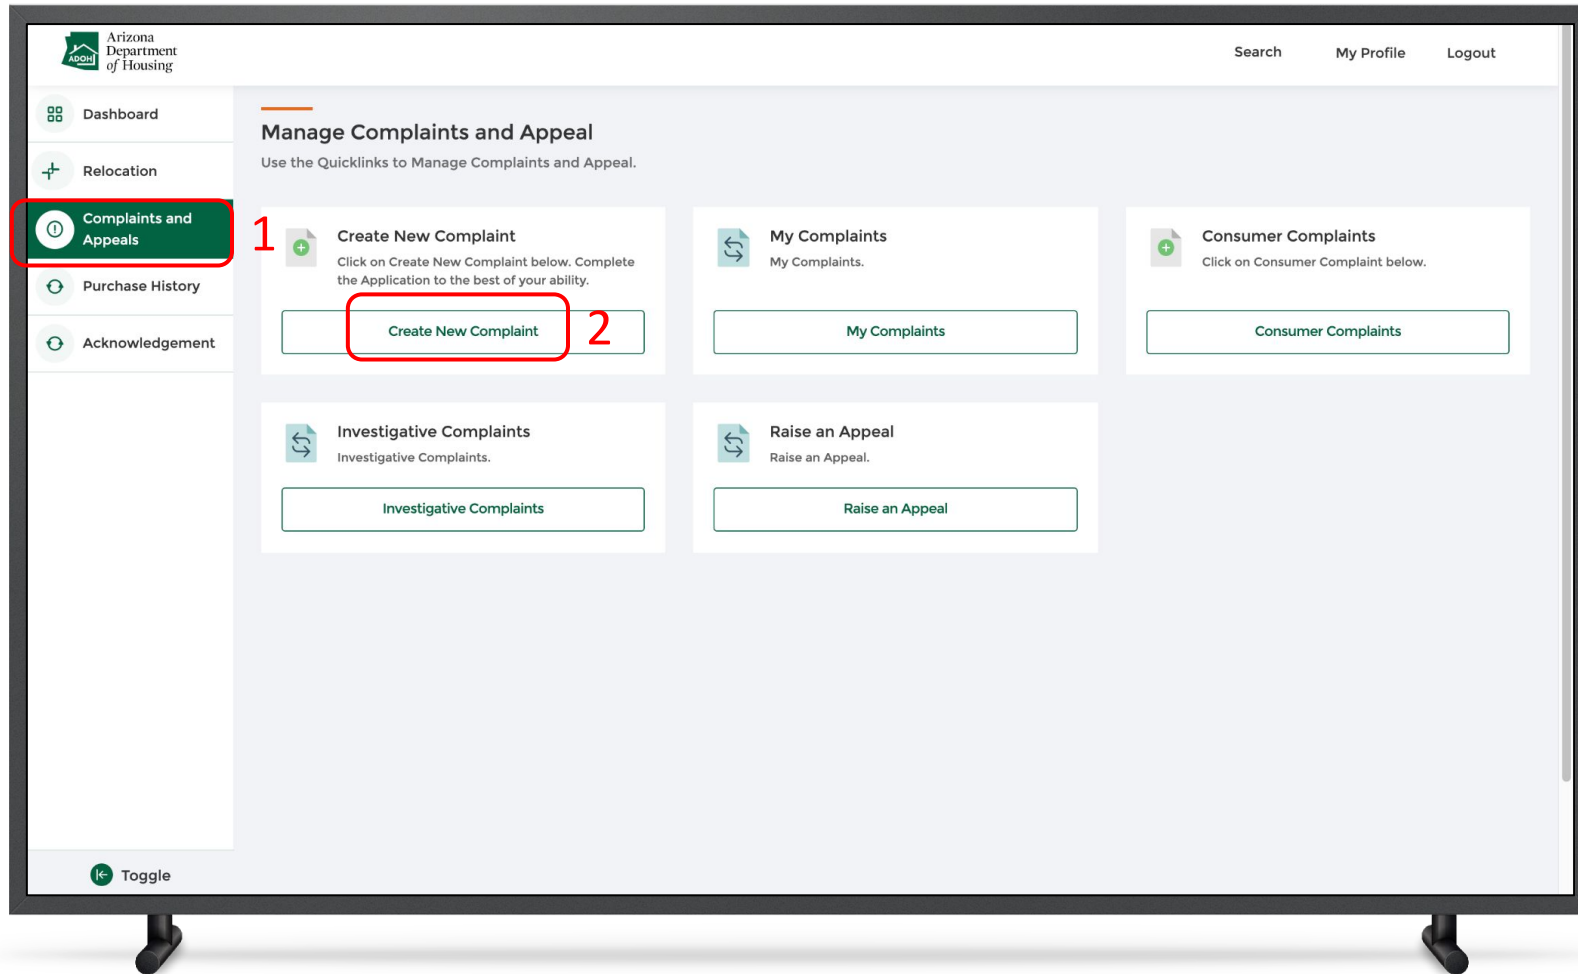 Arizona
Department
of Housing
ADOH
Search
My Profile
Logout
Dashboard
Relocation
Complaints and
Appeals
Purchase History
Acknowledgement
Toggle
1
Manage Complaints and Appeal
Use the Quicklinks to Manage Complaints and Appeal.
Create New Complaint
Click on Create New Complaint below. Complete
the Application to the best of your ability.
Create New Complaint
2
My Complaints
My Complaints.
My Complaints
Consumer Complaints
Click on Consumer Complaint below.
Consumer Complaints
Investigative Complaints
Investigative Complaints.
Investigative Complaints
Raise an Appeal
Raise an Appeal.
Raise an Appeal